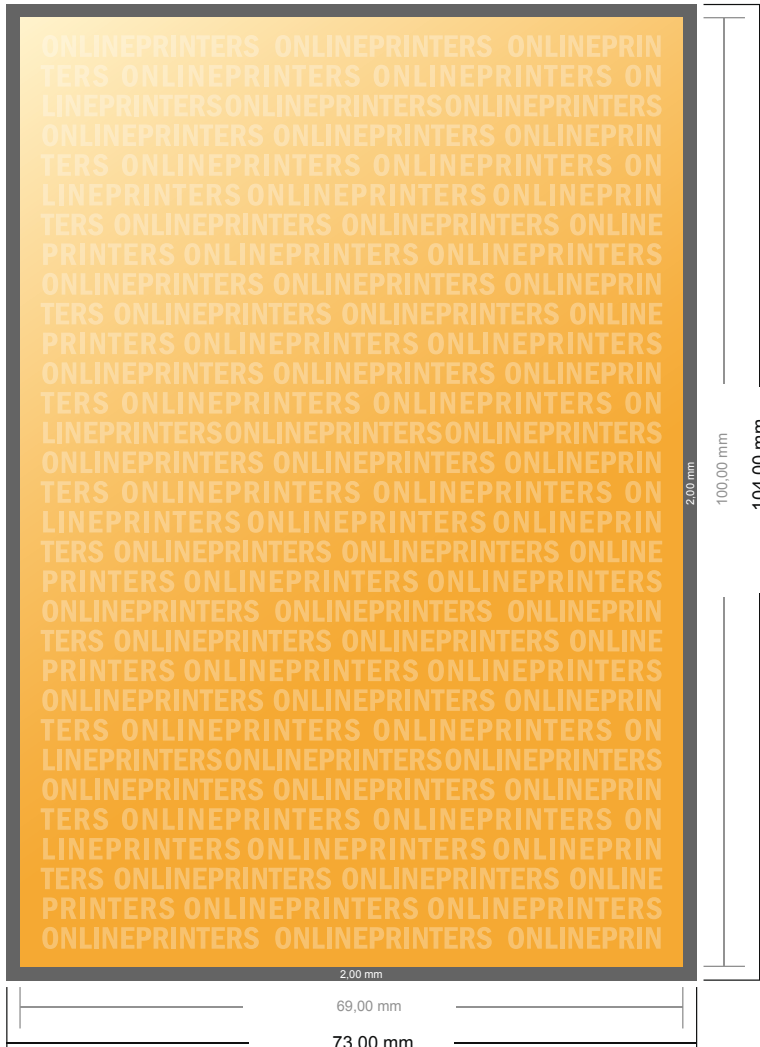 ONLINEPRINTERS ONLINEPRINTERS ONLINEPRIN
TERS ONLINEPRINTERS ONLINEPRINTERS ON
LINEPRINTERSONLINEPRINTERSONLINEPRINTERS
ONLINEPRINTERS ONLINEPRINTERS ONLINEPRIN
TERS ONLINEPRINTERS ONLINEPRINTERS ON
LINEPRINTERS ONLINEPRINTERS ONLINEPRIN
TERS ONLINEPRINTERS ONLINEPRINTERS ONLINE
PRINTERS ONLINEPRINTERS ONLINEPRINTERS
ONLINEPRINTERS ONLINEPRINTERS ONLINEPRIN
TERS ONLINEPRINTERS ONLINEPRINTERS ONLINE
PRINTERS ONLINEPRINTERS ONLINEPRINTERS
ONLINEPRINTERS ONLINEPRINTERS ONLINEPRIN
TERS ONLINEPRINTERS ONLINEPRINTERS ON
LINEPRINTERSONLINEPRINTERSONLINEPRINTERS
ONLINEPRINTERS ONLINEPRINTERS ONLINEPRIN
TERS ONLINEPRINTERS ONLINEPRINTERS ON
LINEPRINTERS ONLINEPRINTERS ONLINEPRIN
TERS ONLINEPRINTERS ONLINEPRINTERS ONLINE
PRINTERS ONLINEPRINTERS ONLINEPRINTERS
ONLINEPRINTERS ONLINEPRINTERS ONLINEPRIN
TERS ONLINEPRINTERS ONLINEPRINTERS ONLINE
PRINTERS ONLINEPRINTERS ONLINEPRINTERS
ONLINEPRINTERS ONLINEPRINTERS ONLINEPRIN
TERS ONLINEPRINTERS ONLINEPRINTERS ON
LINEPRINTERSONLINEPRINTERSONLINEPRINTERS
ONLINEPRINTERS ONLINEPRINTERS ONLINEPRIN
TERS ONLINEPRINTERS ONLINEPRINTERS ON
LINEPRINTERS ONLINEPRINTERS ONLINEPRIN
TERS ONLINEPRINTERS ONLINEPRINTERS ONLINE
PRINTERS ONLINEPRINTERS ONLINEPRINTERS
ONLINEPRINTERS ONLINEPRINTERS ONLINEPRIN
2,00 mm
100,00 mm
104,00 mm
2,00 mm
69,00 mm
73,00 mm